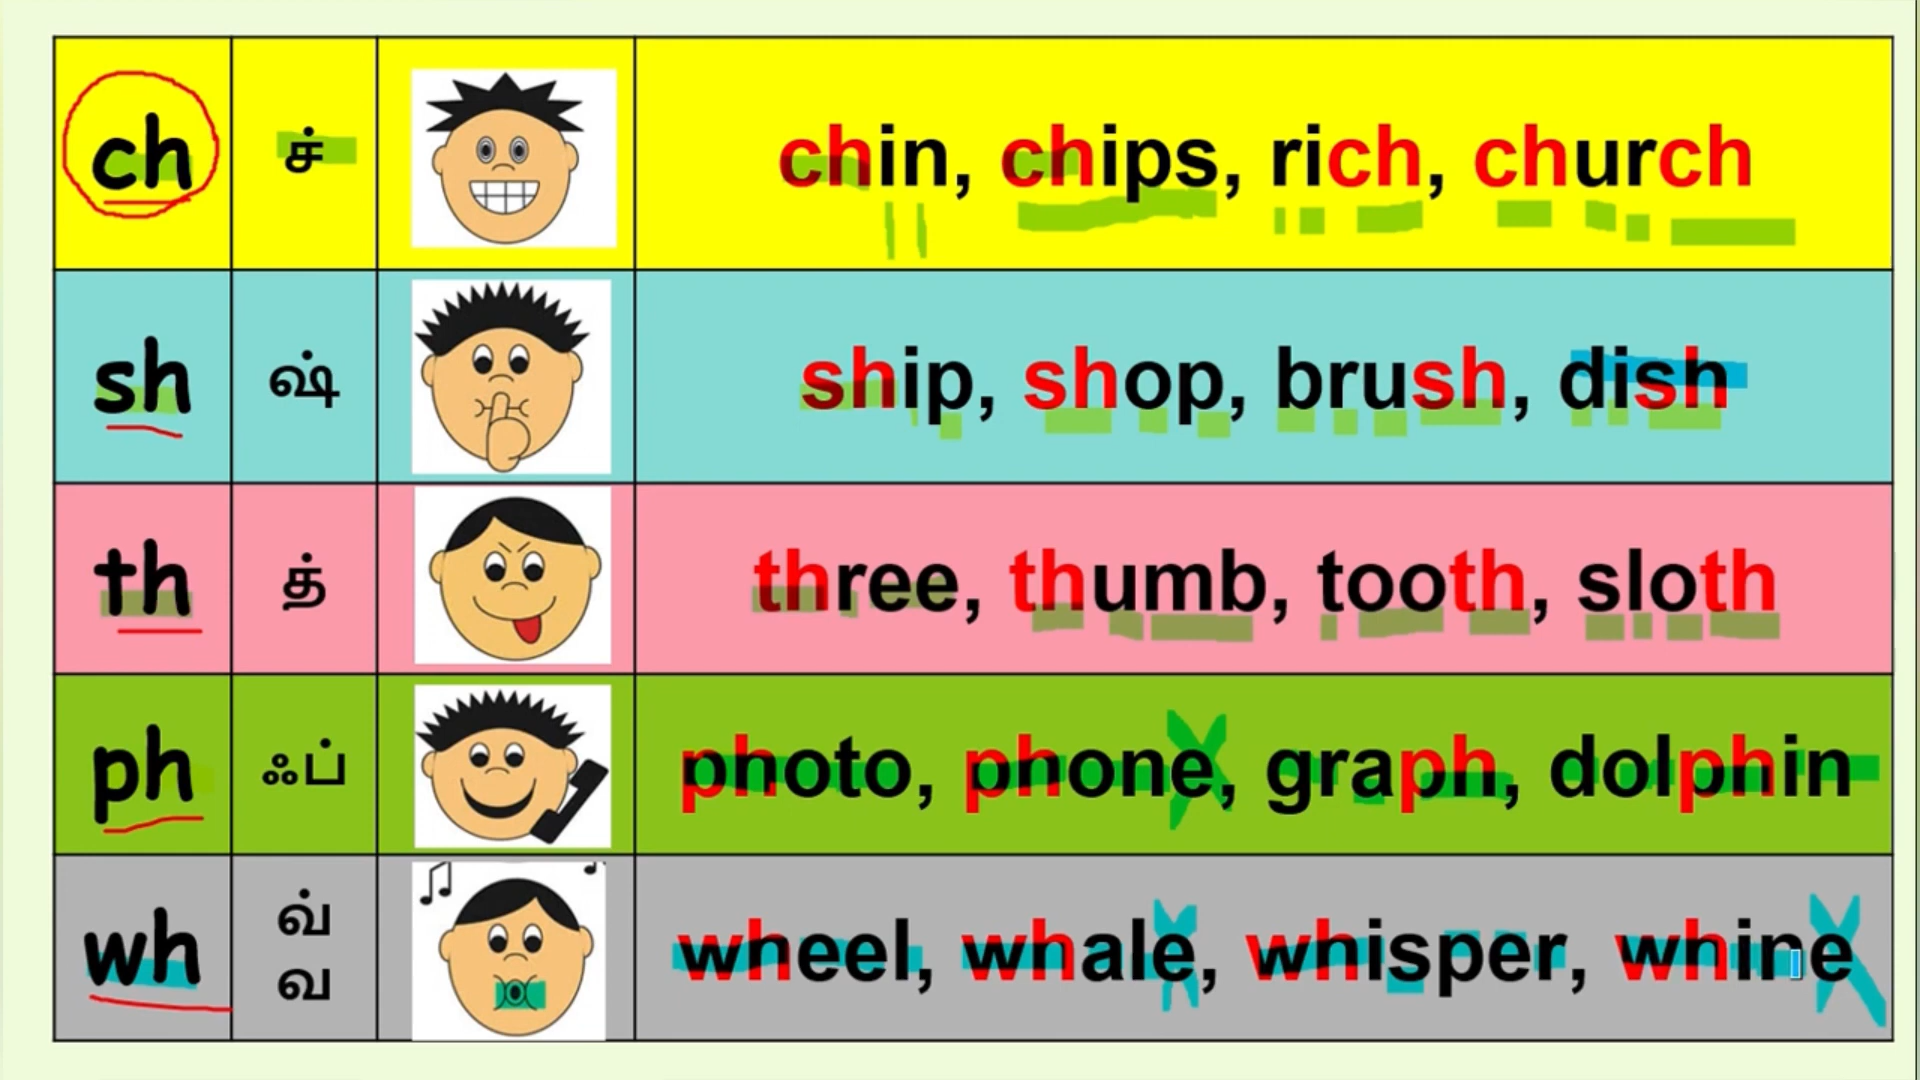 ch ச் chin, chips, rich, church
sh ஷ் ship, shop, brush, dish
th த் three, thumb, tooth, sloth
ph ஃப் photo, phone, graph, dolphin
wh வ் wheel, whale, whisper, whine
வ